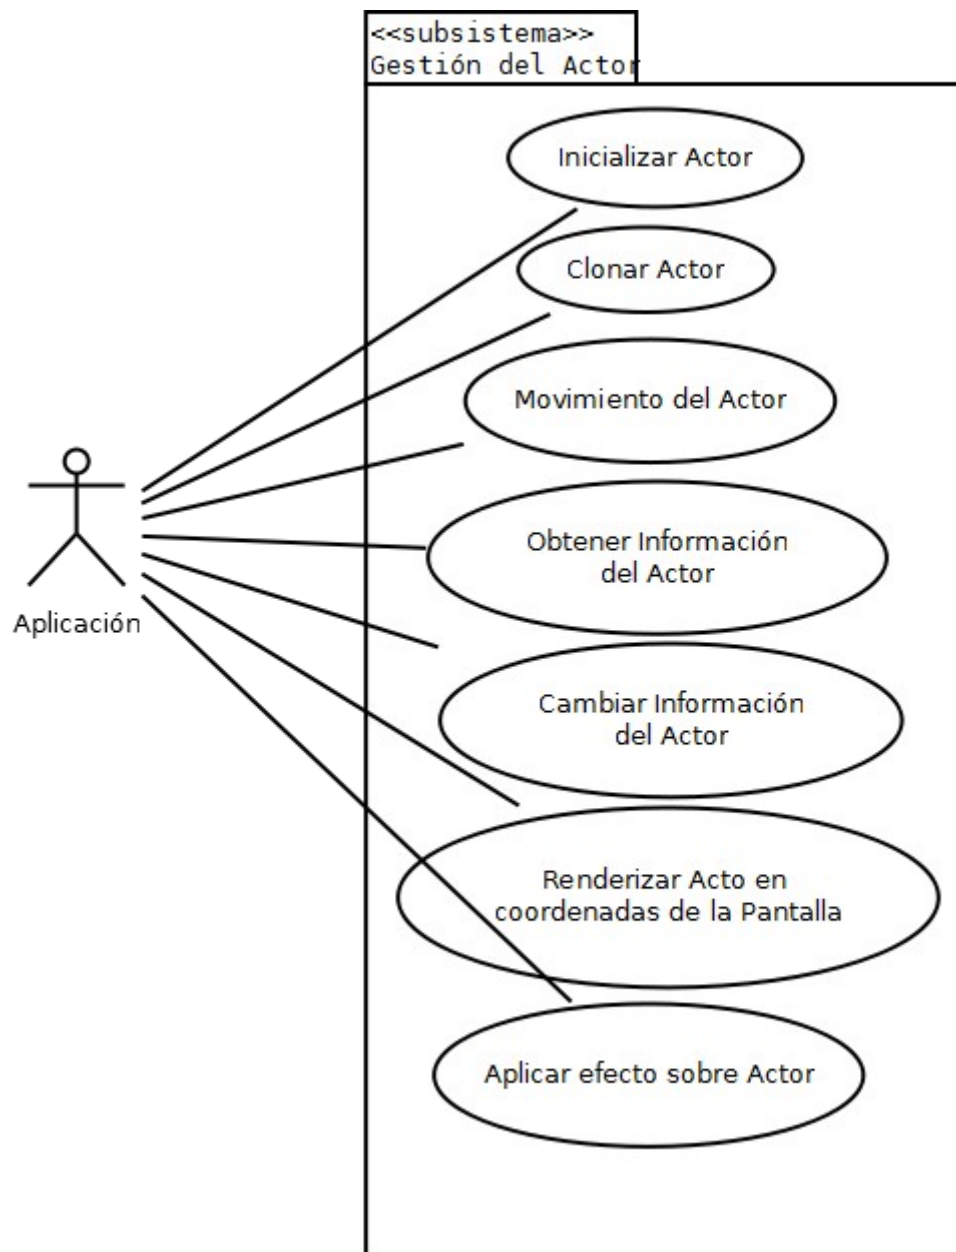 <<subsistema>>
Gestión del Actor
Inicializar Actor
Clonar Actor
Movimiento del Actor
Obtener Información
del Actor
Aplicación
Cambiar Información
del Actor
Renderizar Acto en
coordenadas de la Pantalla
Aplicar efecto sobre Actor